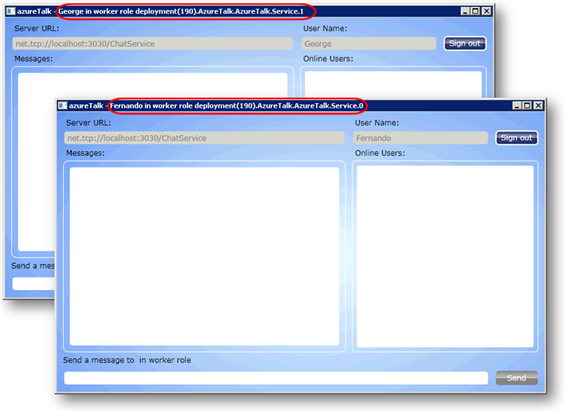 azureTalk - George in worker role deployment(190).AzureTalk.AzureTalk.Service.1
Server URL:
User Name:
net.tcp://localhost:3030/ChatService
George
Sign out
Messages:
Online Users:
Send a mess
azureTalk - Fernando in worker role deployment(190).AzureTalk.AzureTalk.Service.0
Server URL:
User Name:
net.tcp://localhost:3030/ChatService
Fernando
Sign out
Messages:
Online Users:
Send a message to  in worker role
Send